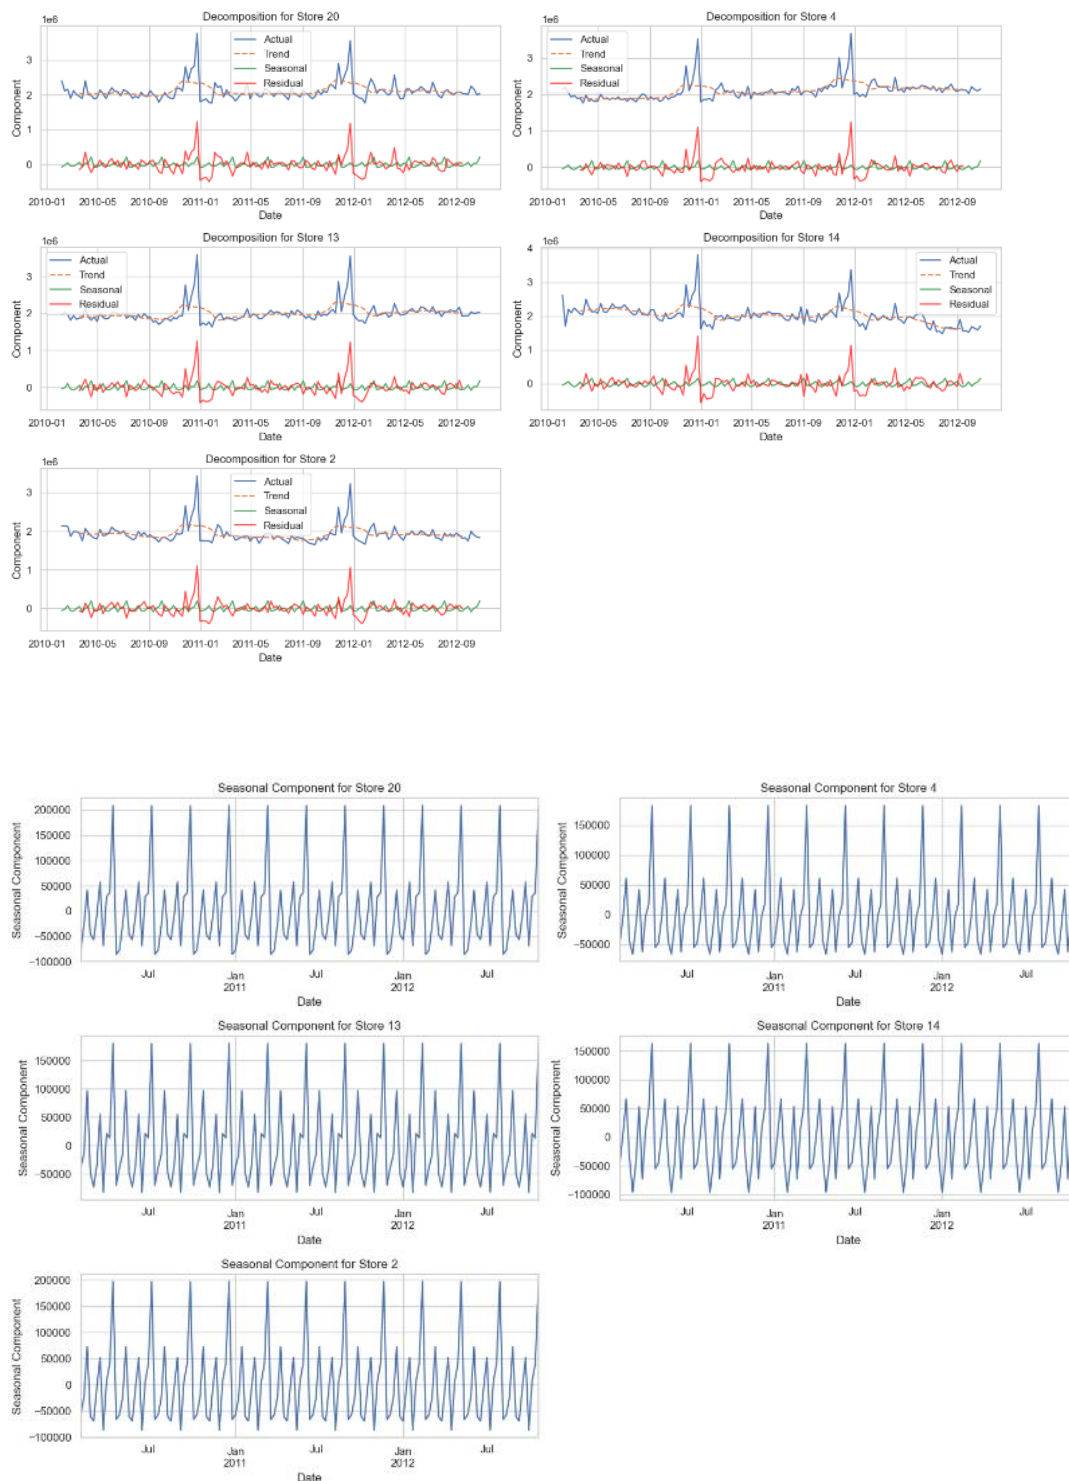 Decomposition for Store 20
1e6
Actual
Trend
Seasonal
Residual
3
2
1
0
Component
2010-01 2010-05 2010-09 2011-01 2011-05 2011-09 2012-01 2012-05 2012-09
Date
Decomposition for Store 4
1e6
Actual
Trend
Seasonal
Residual
3
2
1
0
Component
2010-01 2010-05 2010-09 2011-01 2011-05 2011-09 2012-01 2012-05 2012-09
Date
Decomposition for Store 13
1e6
Actual
Trend
Seasonal
Residual
3
2
1
0
Component
2010-01 2010-05 2010-09 2011-01 2011-05 2011-09 2012-01 2012-05 2012-09
Date
Decomposition for Store 14
1e6
Actual
Trend
Seasonal
Residual
4
3
2
1
0
Component
2010-01 2010-05 2010-09 2011-01 2011-05 2011-09 2012-01 2012-05 2012-09
Date
Decomposition for Store 2
1e6
Actual
Trend
Seasonal
Residual
3
2
1
0
Component
2010-01 2010-05 2010-09 2011-01 2011-05 2011-09 2012-01 2012-05 2012-09
Date
Seasonal Component for Store 20
200000
150000
100000
50000
0
−50000
−100000
Seasonal Component
Jul Jan Jul Jan Jul
2011 2012
Date
Seasonal Component for Store 4
150000
100000
50000
0
−50000
Seasonal Component
Jul Jan Jul Jan Jul
2011 2012
Date
Seasonal Component for Store 13
150000
100000
50000
0
−50000
Seasonal Component
Jul Jan Jul Jan Jul
2011 2012
Date
Seasonal Component for Store 14
150000
100000
50000
0
−50000
−100000
Seasonal Component
Jul Jan Jul Jan Jul
2011 2012
Date
Seasonal Component for Store 2
200000
150000
100000
50000
0
−50000
−100000
Seasonal Component
Jul Jan Jul Jan Jul
2011 2012
Date